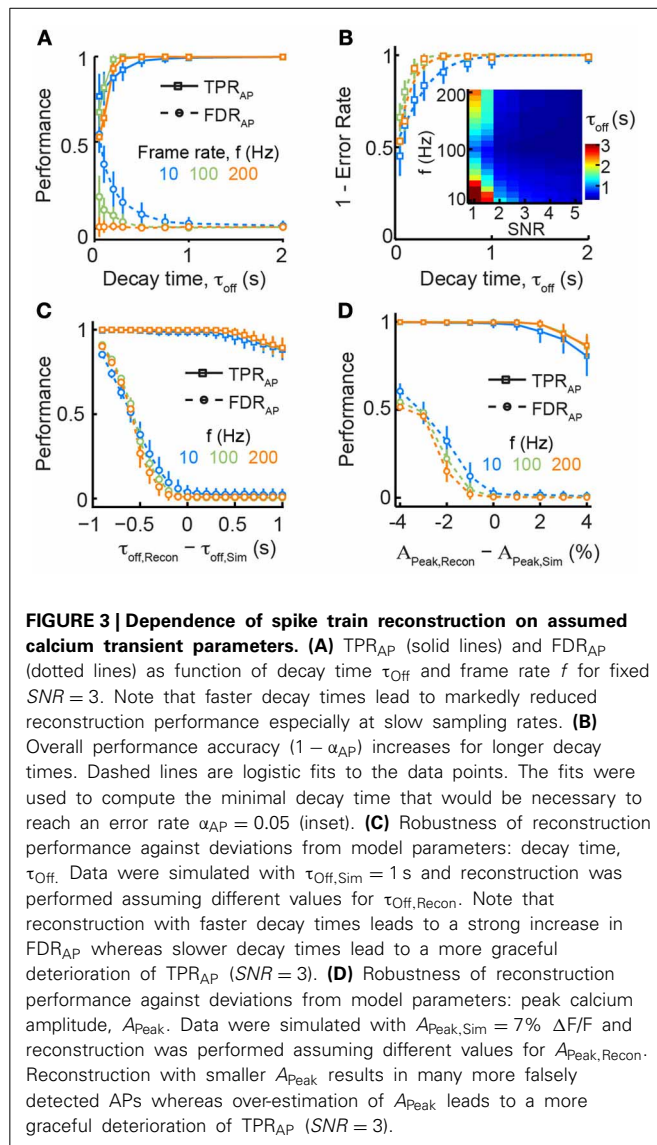 A
Performance
1
0.5
0
TPR_AP
FDR_AP
Frame rate, f (Hz)
10 100 200
0 1 2
Decay time, τ_off (s)
B
1 - Error Rate
1
0.5
0
200
100
10
f (Hz)
1 2 3 4 5
SNR
τ_off (s)
3
2
1
0 1 2
Decay time, τ_off (s)
C
Performance
1
0.5
0
TPR_AP
FDR_AP
f (Hz)
10 100 200
−1 −0.5 0 0.5 1
τ_off,Recon − τ_off,Sim (s)
D
Performance
1
0.5
0
TPR_AP
FDR_AP
f (Hz)
10 100 200
-4 -2 0 2 4
A_Peak,Recon − A_Peak,Sim (%)
FIGURE 3 | Dependence of spike train reconstruction on assumed
calcium transient parameters. (A) TPR_AP (solid lines) and FDR_AP
(dotted lines) as function of decay time τ_Off and frame rate f for fixed
SNR = 3. Note that faster decay times lead to markedly reduced
reconstruction performance especially at slow sampling rates. (B)
Overall performance accuracy (1 − α_AP) increases for longer decay
times. Dashed lines are logistic fits to the data points. The fits were
used to compute the minimal decay time that would be necessary to
reach an error rate α_AP = 0.05 (inset). (C) Robustness of reconstruction
performance against deviations from model parameters: decay time,
τ_Off. Data were simulated with τ_Off,Sim = 1 s and reconstruction was
performed assuming different values for τ_Off,Recon. Note that
reconstruction with faster decay times leads to a strong increase in
FDR_AP whereas slower decay times lead to a more graceful
deterioration of TPR_AP (SNR = 3). (D) Robustness of reconstruction
performance against deviations from model parameters: peak calcium
amplitude, A_Peak. Data were simulated with A_Peak,Sim = 7% ΔF/F and
reconstruction was performed assuming different values for A_Peak,Recon.
Reconstruction with smaller A_Peak results in many more falsely
detected APs whereas over-estimation of A_Peak leads to a more
graceful deterioration of TPR_AP (SNR = 3).